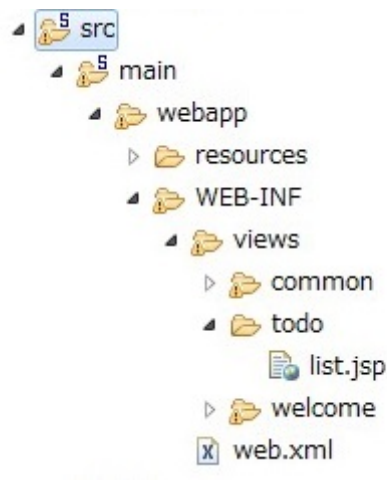 src
main
webapp
resources
WEB-INF
views
common
todo
list.jsp
welcome
web.xml